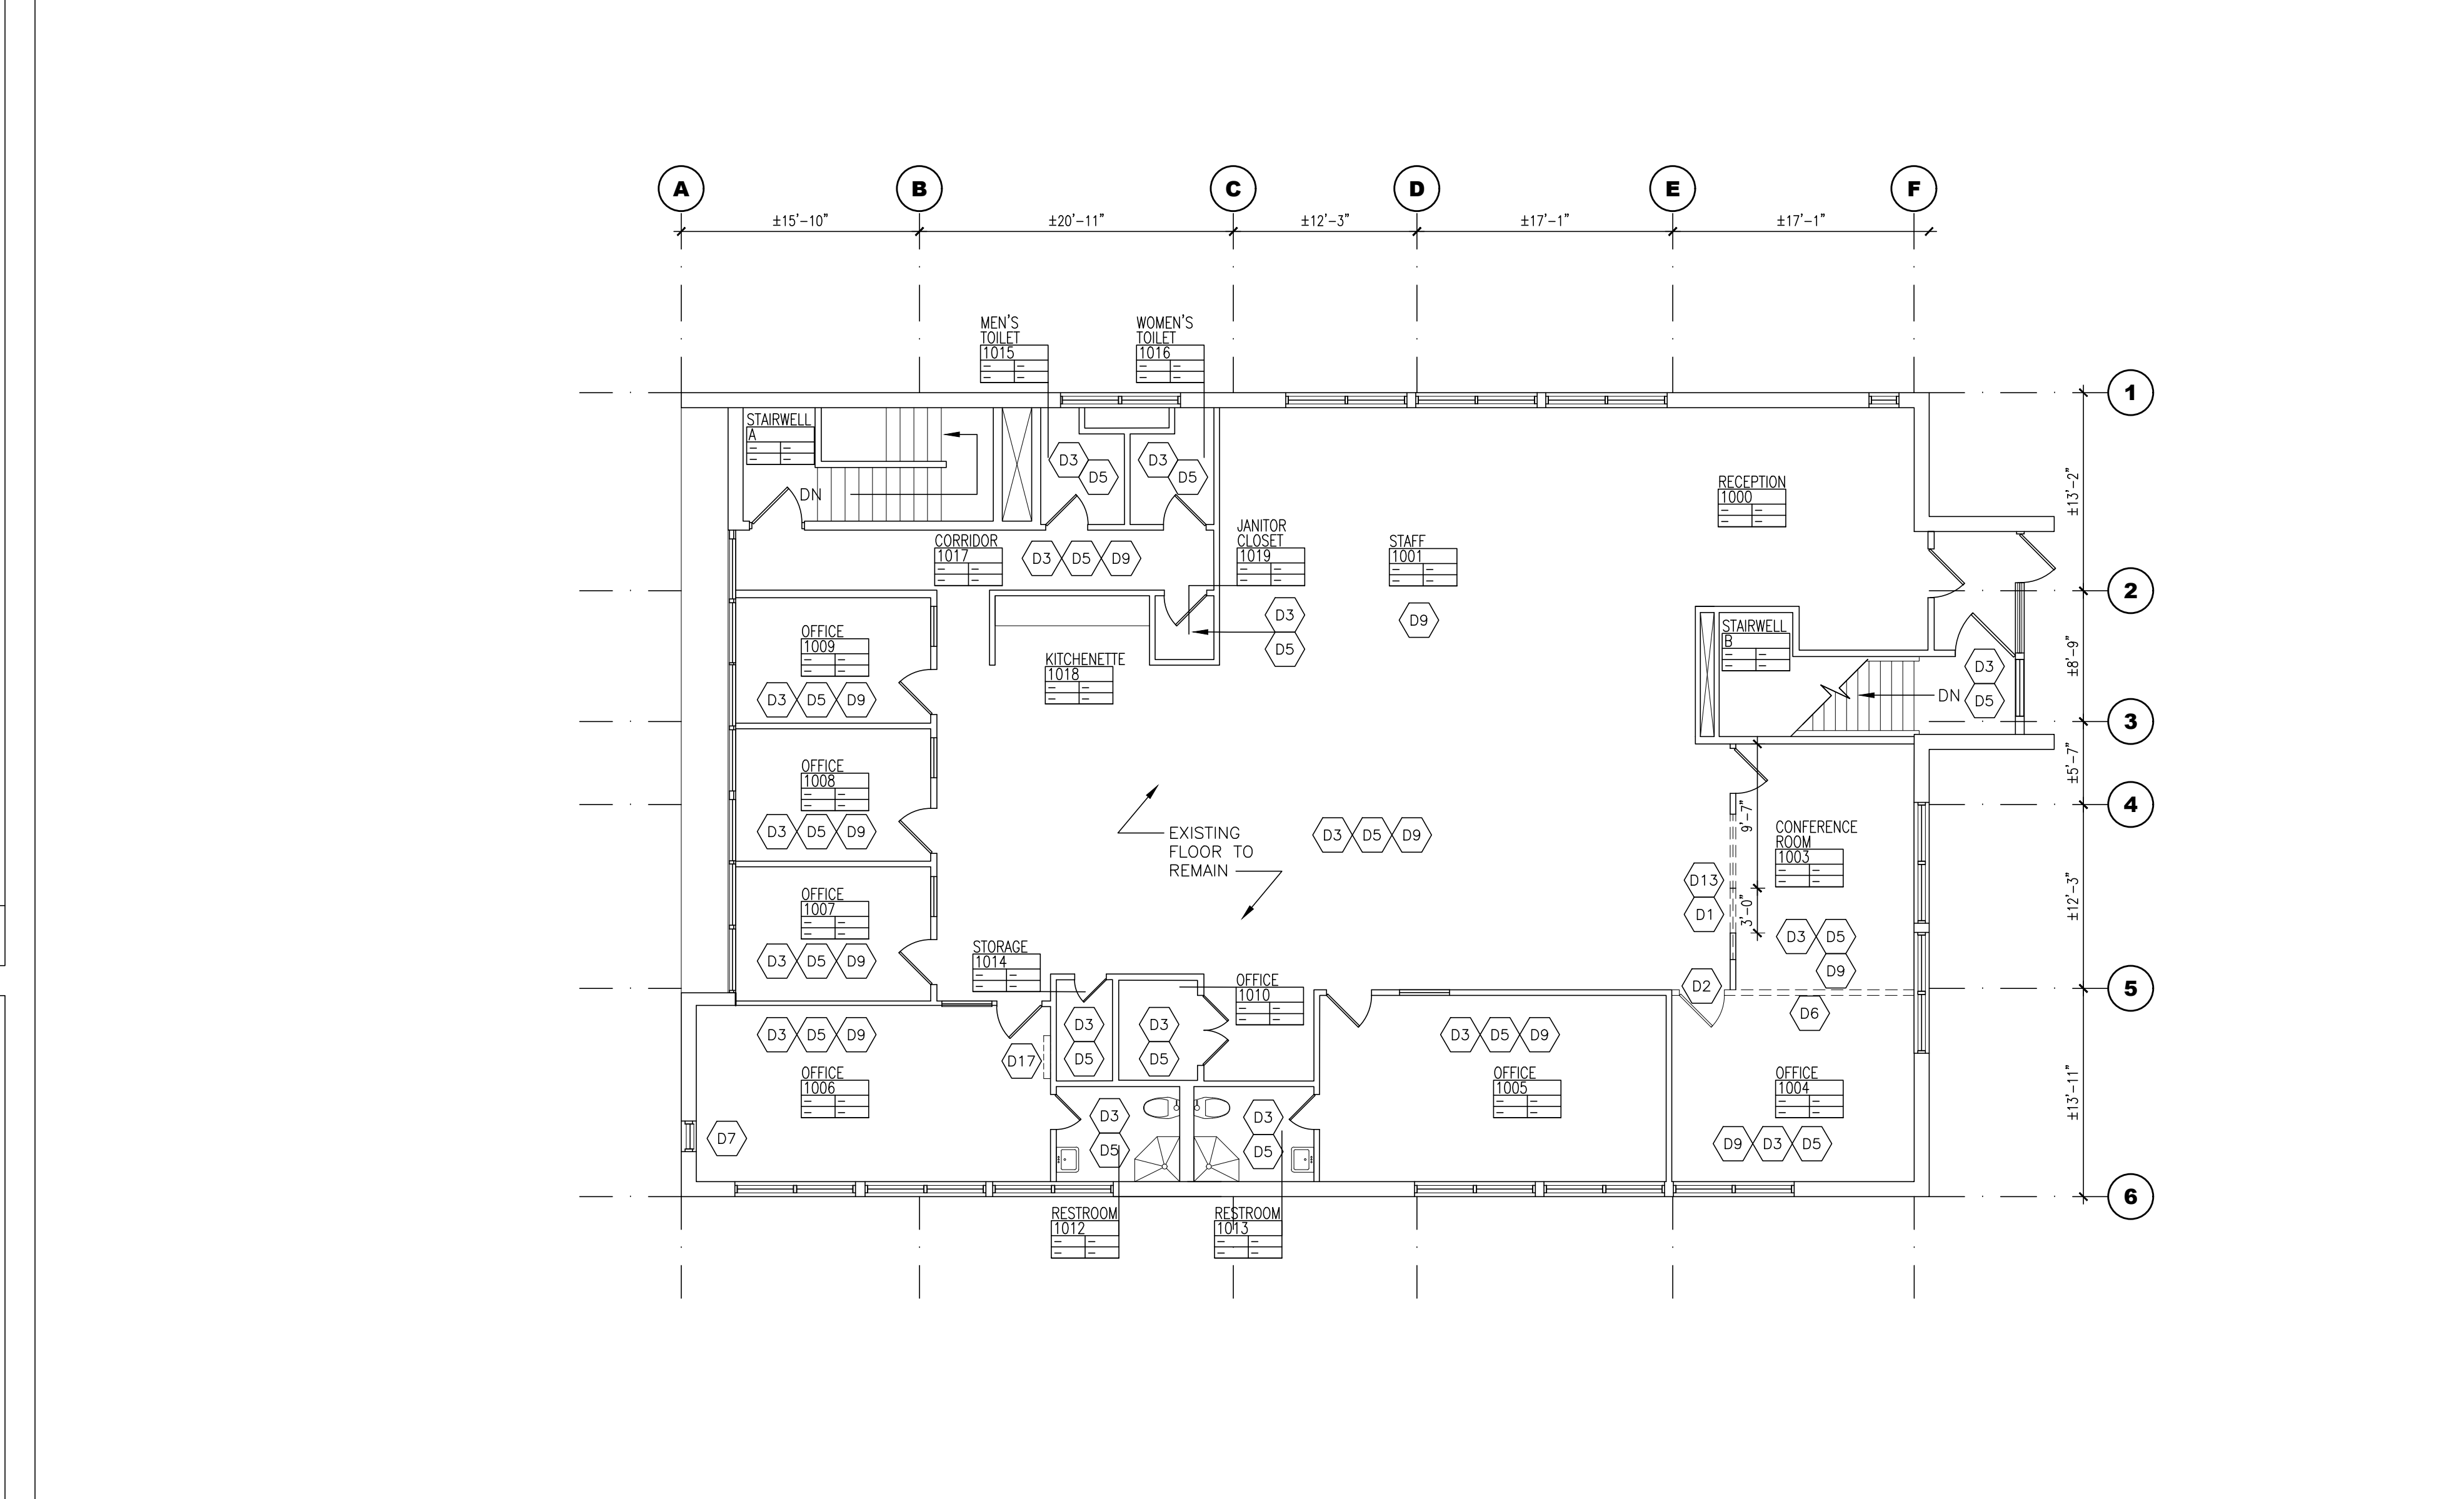 A B C D E F
±15'-10" ±20'-11" ±12'-3" ±17'-1" ±17'-1"
MEN'S
TOILET
1015
- -
- -
WOMEN'S
TOILET
1016
- -
- -
1
STAIRWELL
A
- -
- -
DN
D3
D5
D3
D5
RECEPTION
1000
- -
- -
±13'-2"
CORRIDOR
1017
- -
- -
D3 D5 D9
JANITOR
CLOSET
1019
- -
- -
STAFF
1001
- -
- -
2
D3
D5
D9
OFFICE
1009
- -
- -
D3 D5 D9
KITCHENETTE
1018
- -
- -
STAIRWELL
B
- -
- -
DN
D3
D5
±8'-9"
3
OFFICE
1008
- -
- -
D3 D5 D9
EXISTING
FLOOR TO
REMAIN
D3 D5 D9
9'-7"
±5'-7"
4
CONFERENCE
ROOM
1003
- -
- -
D13
D1
3'-0"
D3 D5
D9
±12'-3"
OFFICE
1007
- -
- -
D3 D5 D9
STORAGE
1014
- -
- -
OFFICE
1010
- -
- -
D2
D6
5
D3 D5 D9
D17
D3
D5
D3
D5
D3 D5 D9
OFFICE
1006
- -
- -
OFFICE
1005
- -
- -
OFFICE
1004
- -
- -
D9 D3 D5
±13'-11"
D7
D3
D5
D3
D5
6
RESTROOM
1012
- -
- -
RESTROOM
1013
- -
- -